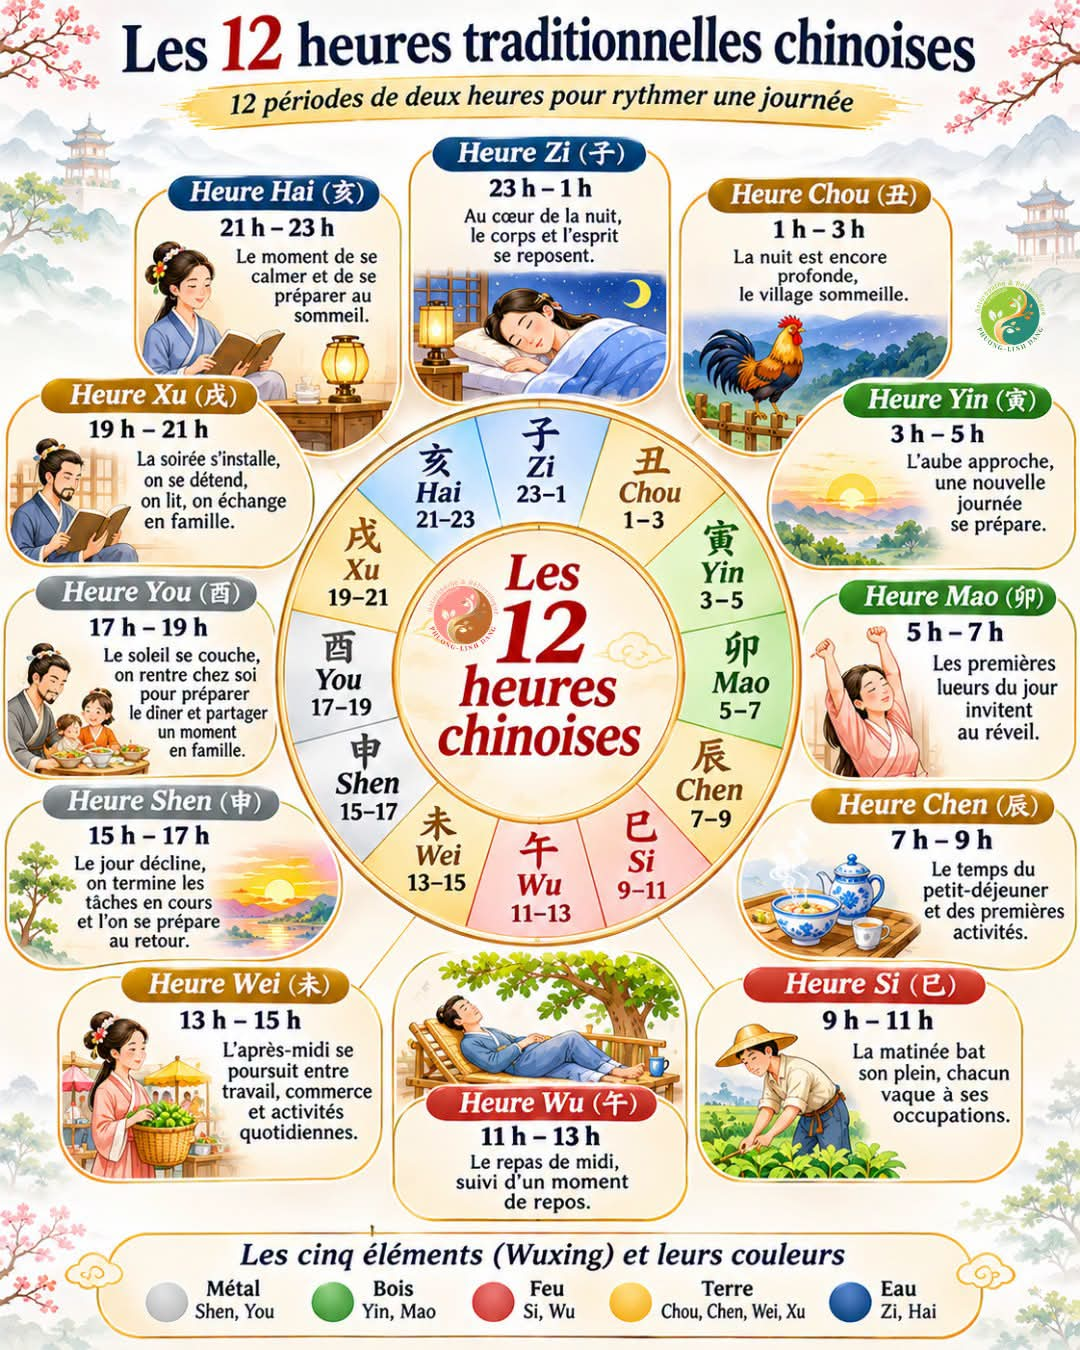 Les 12 heures traditionnelles chinoises
12 périodes de deux heures pour rythmer une journée
Heure Zi (子)
23 h – 1 h
Au cœur de la nuit,
le corps et l'esprit
se reposent.
Heure Hai (亥)
21 h – 23 h
Le moment de se
calmer et de se
préparer au
sommeil.
Heure Chou (丑)
1 h – 3 h
La nuit est encore
profonde,
le village sommeille.
PHUONG-LINH DANG
Heure Xu (戌)
19 h – 21 h
La soirée s'installe,
on se détend,
on lit, on échange
en famille.
Heure Yin (寅)
3 h – 5 h
L'aube approche,
une nouvelle
journée
se prépare.
Heure You (酉)
17 h – 19 h
Le soleil se couche,
on rentre chez soi
pour préparer
le dîner et partager
un moment
en famille.
Heure Mao (卯)
5 h – 7 h
Les premières
lueurs du jour
invitent
au réveil.
Heure Shen (申)
15 h – 17 h
Le jour décline,
on termine les
tâches en cours
et l'on se prépare
au retour.
Heure Chen (辰)
7 h – 9 h
Le temps du
petit-déjeuner
et des premières
activités.
Heure Wei (未)
13 h – 15 h
L'après-midi se
poursuit entre
travail, commerce
et activités
quotidiennes.
Heure Wu (午)
11 h – 13 h
Le repas de midi,
suivi d'un moment
de repos.
Heure Si (巳)
9 h – 11 h
La matinée bat
son plein, chacun
vaque à ses
occupations.
子
Zi
23–1
丑
Chou
1–3
寅
Yin
3–5
卯
Mao
5–7
辰
Chen
7–9
巳
Si
9–11
午
Wu
11–13
未
Wei
13–15
申
Shen
15–17
酉
You
17–19
戌
Xu
19–21
亥
Hai
21–23
Les
12
heures
chinoises
PHUONG-LINH DANG
Les cinq éléments (Wuxing) et leurs couleurs
Métal
Shen, You
Bois
Yin, Mao
Feu
Si, Wu
Terre
Chou, Chen, Wei, Xu
Eau
Zi, Hai